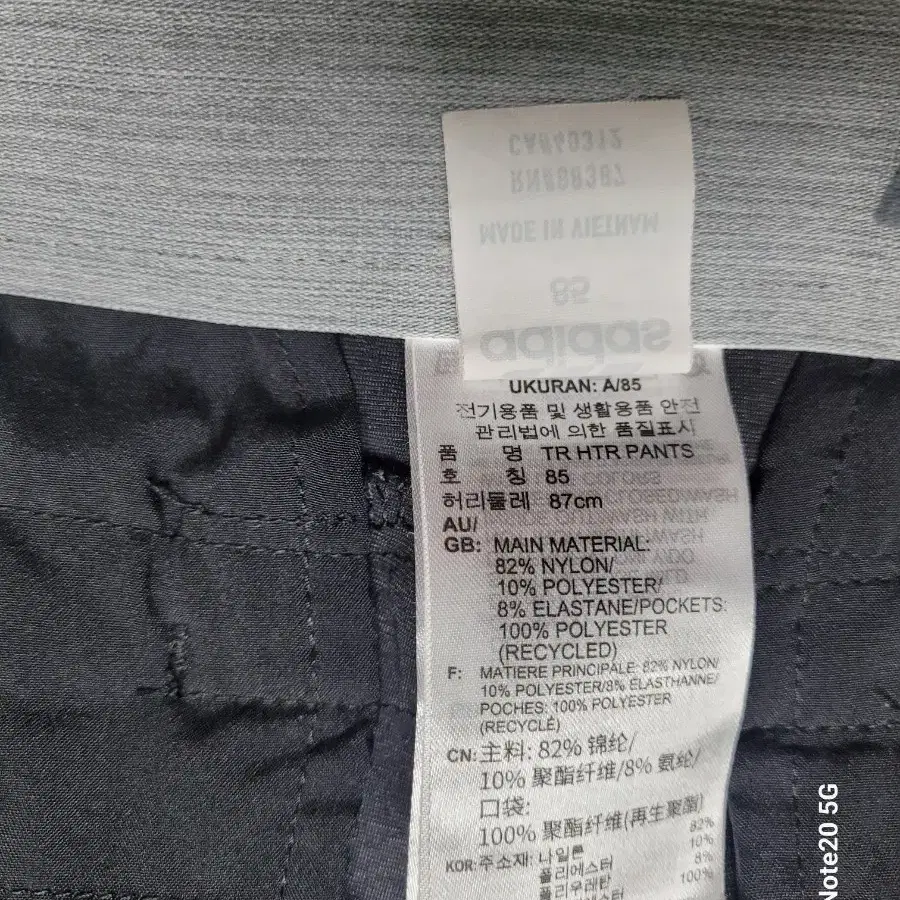 CA#40312
RN#88387
MADE IN VIETNAM
85
adidas
UKURAN: A/85
전기용품 및 생활용품 안전
관리법에 의한 품질표시
품 명 TR HTR PANTS
호 칭 85
허리둘레 87cm
AU/
GB: MAIN MATERIAL:
82% NYLON/
10% POLYESTER/
8% ELASTANE/POCKETS:
100% POLYESTER
(RECYCLED)
F: MATIERE PRINCIPALE: 82% NYLON/
10% POLYESTER/8% ELASTHANNE/
POCHES: 100% POLYESTER
(RECYCLÉ)
CN: 主料: 82% 锦纶/
10% 聚酯纤维/8% 氨纶/
口袋:
100% 聚酯纤维(再生聚酯)
KOR: 주소재: 나일론 82%
폴리에스터 10%
폴리우레탄 8%
100%
Note20 5G